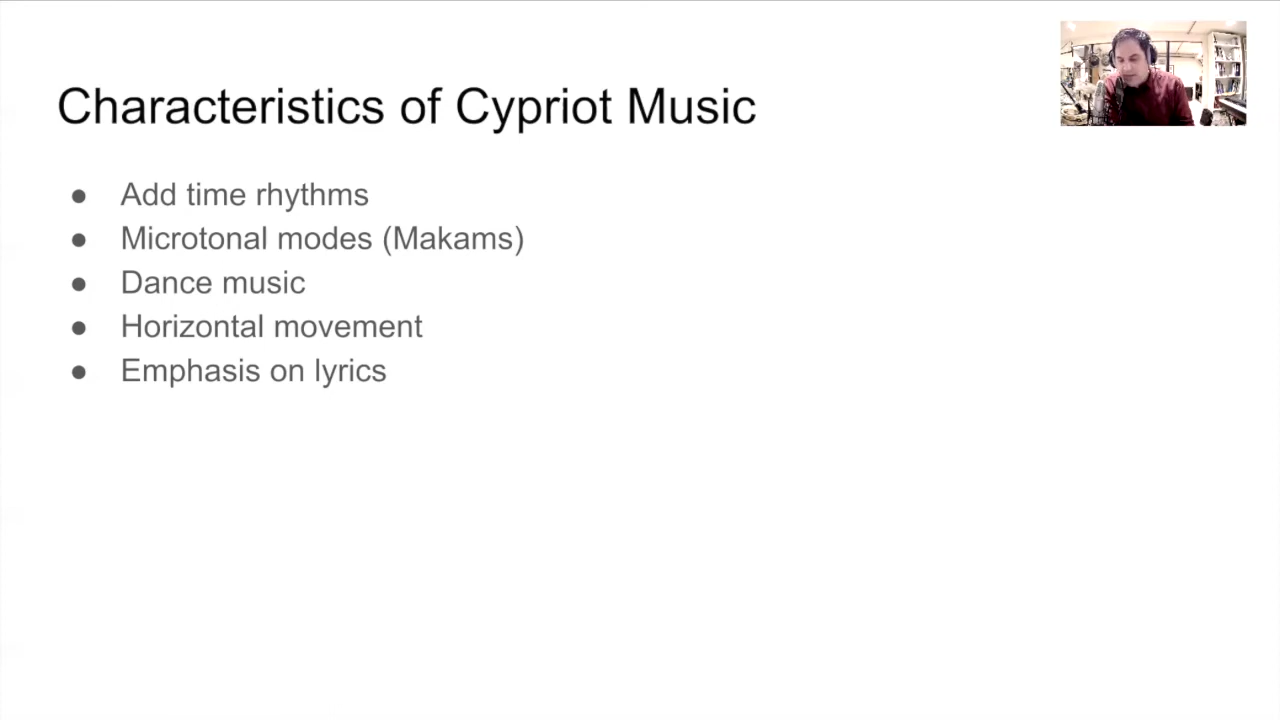 Characteristics of Cypriot Music
● Add time rhythms
● Microtonal modes (Makams)
● Dance music
● Horizontal movement
● Emphasis on lyrics